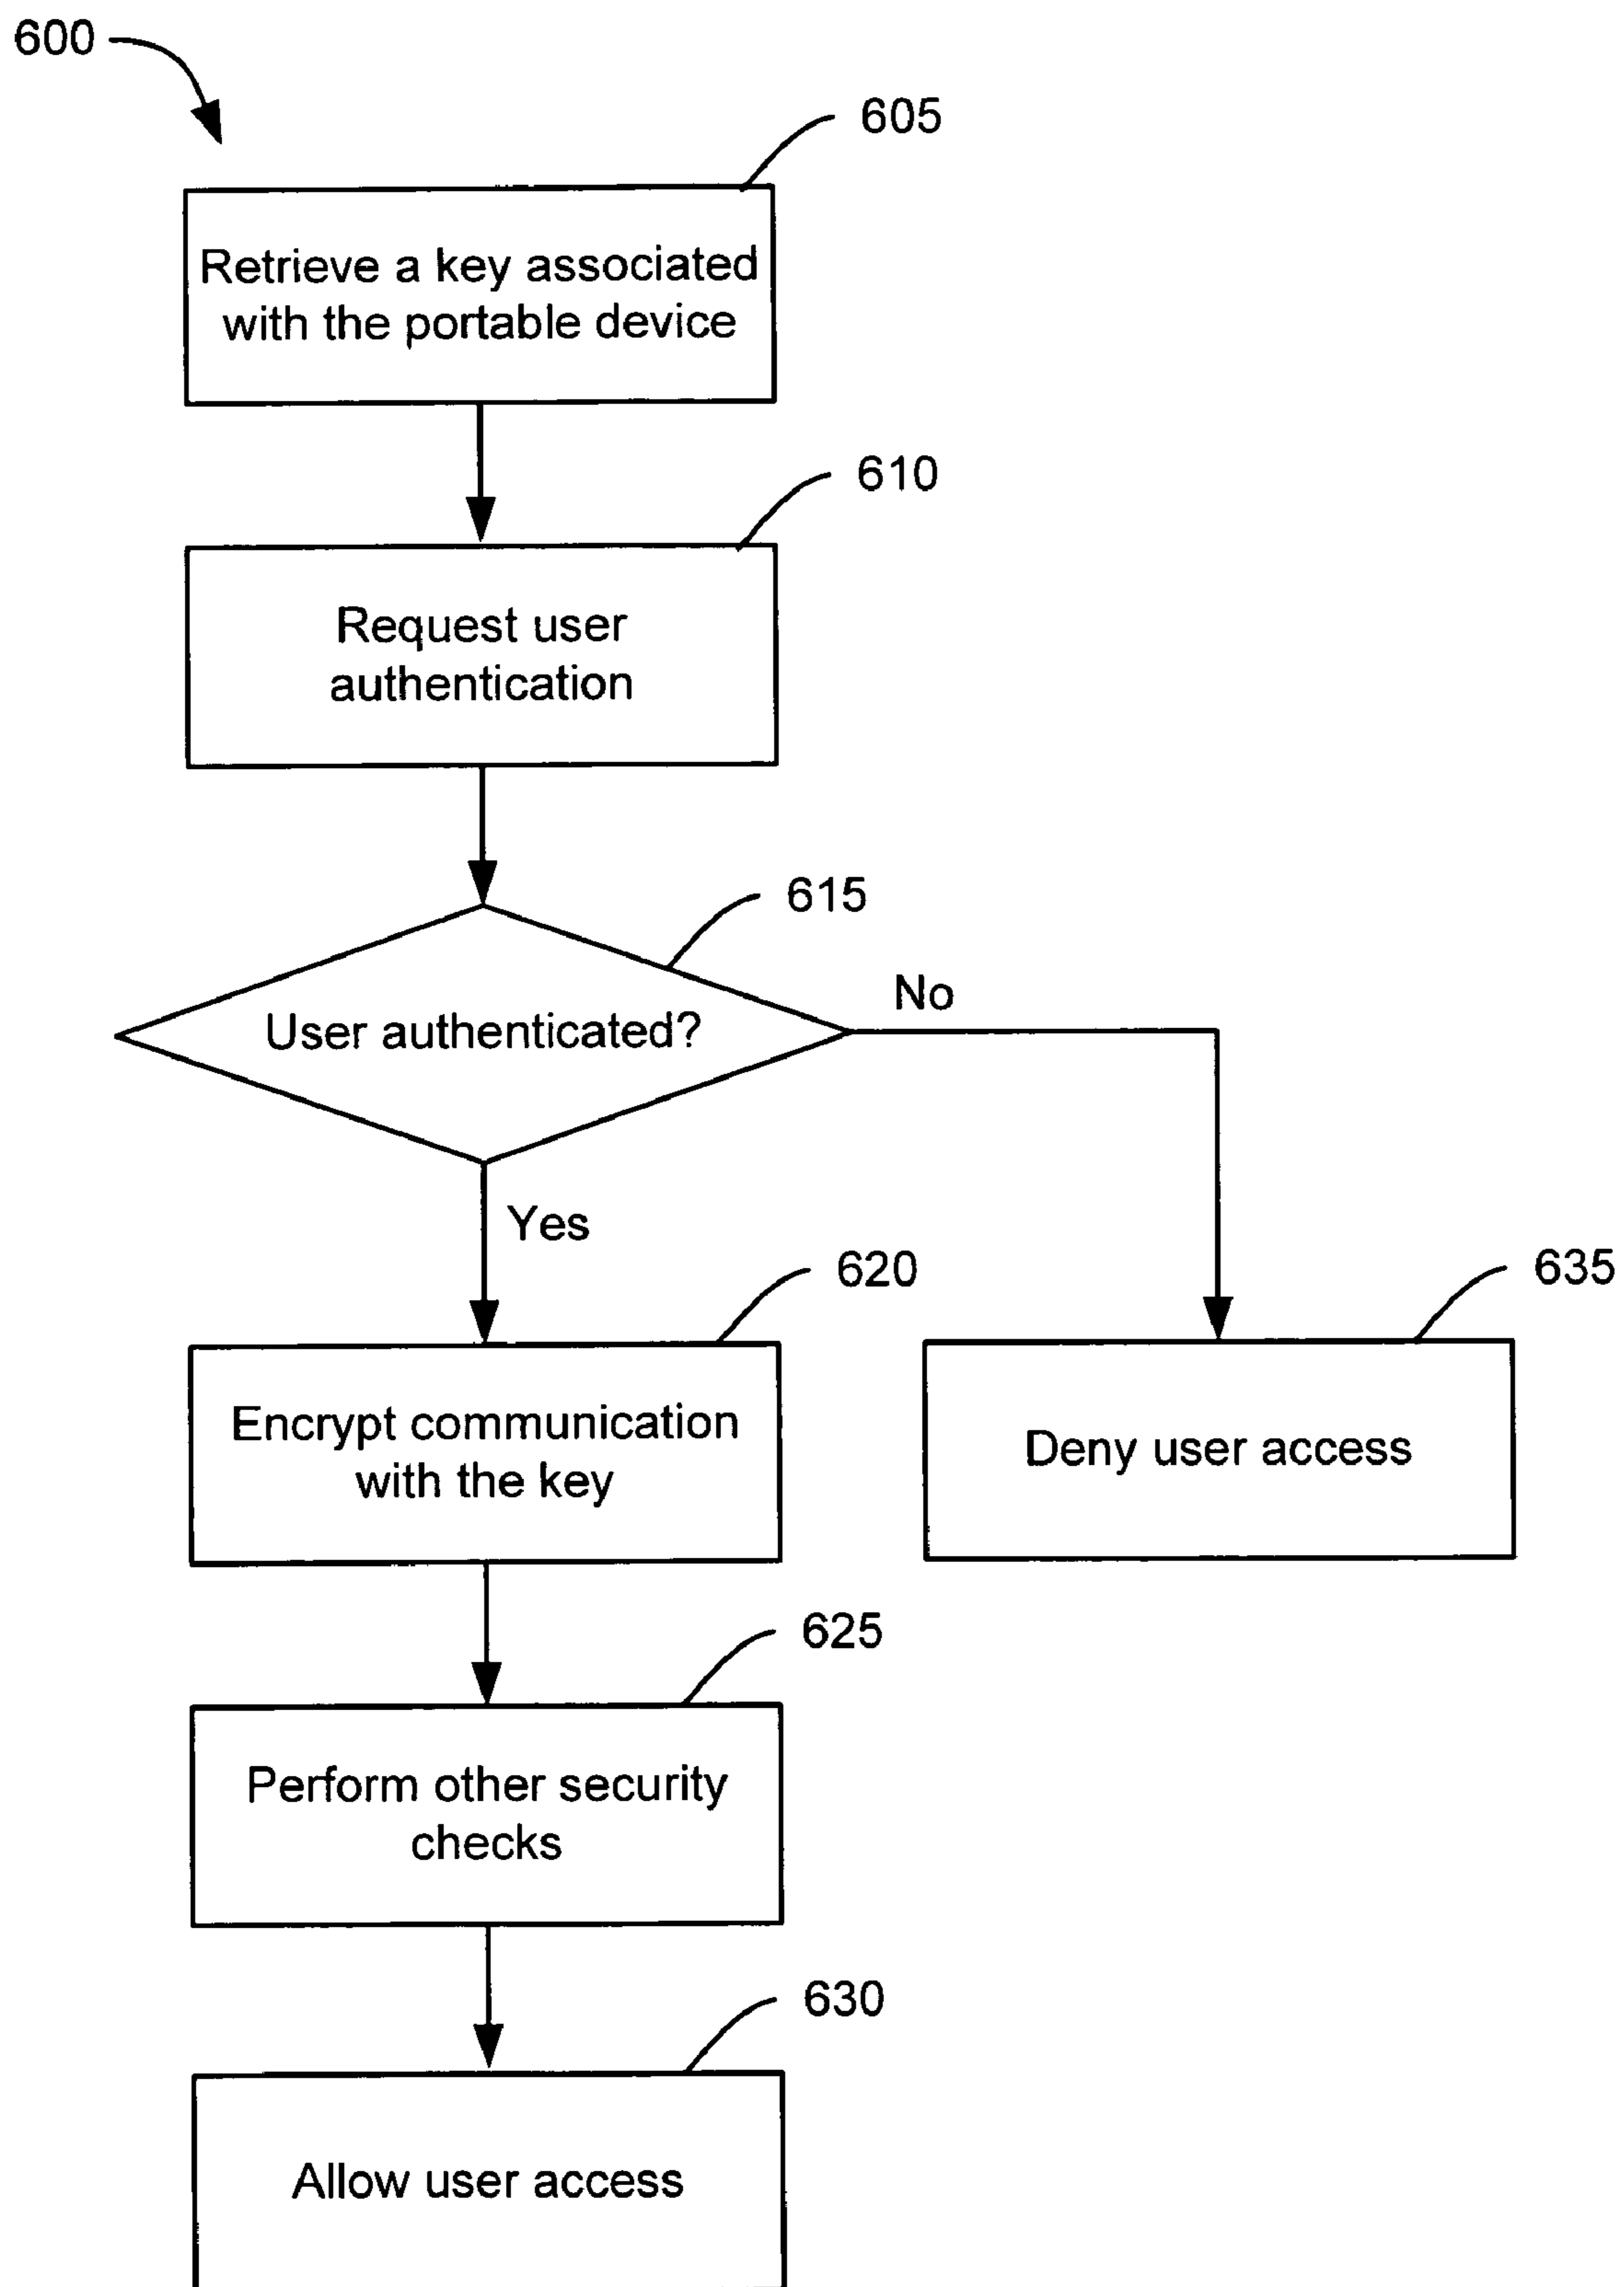 600
605
Retrieve a key associated
with the portable device
610
Request user
authentication
615
User authenticated?
No
Yes
620
Encrypt communication
with the key
635
Deny user access
625
Perform other security
checks
630
Allow user access